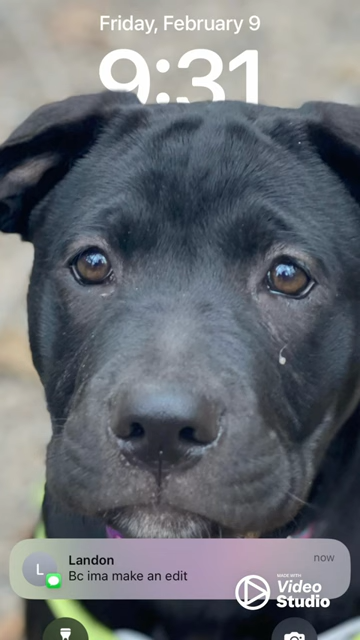 Friday, February 9
9:31
L
Landon
now
Bc ima make an edit
MADE WITH
Video
Studio